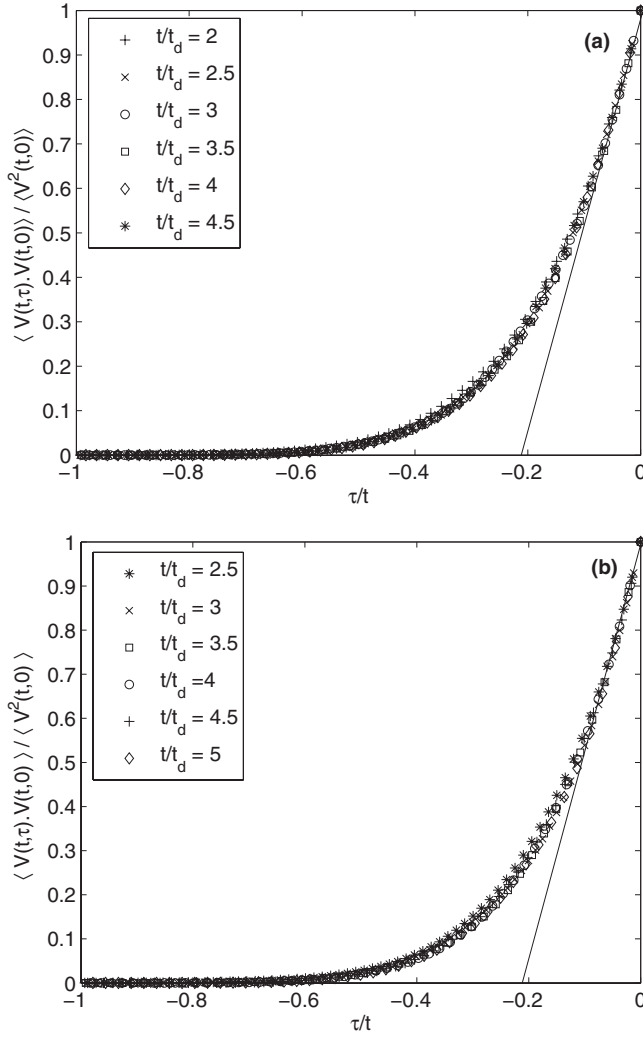 1
0.9
0.8
0.7
0.6
0.5
0.4
0.3
0.2
0.1
0
−1
−0.8
−0.6
−0.4
−0.2
0
⟨ V(t,τ).V(t,0)⟩ / ⟨V²(t,0)⟩
τ/t
(a)
t/t_d = 2
t/t_d = 2.5
t/t_d = 3
t/t_d = 3.5
t/t_d = 4
t/t_d = 4.5
1
0.9
0.8
0.7
0.6
0.5
0.4
0.3
0.2
0.1
0
−1
−0.8
−0.6
−0.4
−0.2
0
⟨ V(t,τ).V(t,0) ⟩ / ⟨ V²(t,0) ⟩
τ/t
(b)
t/t_d = 2.5
t/t_d = 3
t/t_d = 3.5
t/t_d =4
t/t_d = 4.5
t/t_d = 5